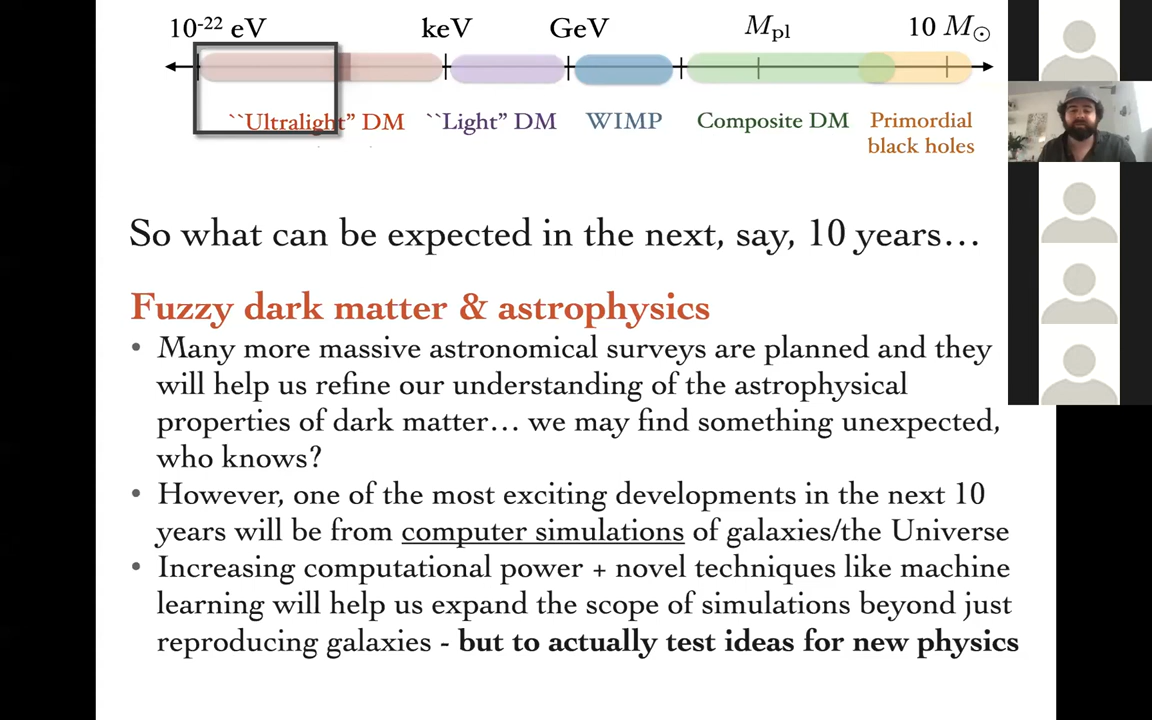 10-22 eV keV GeV Mpl 10 M☉
``Ultralight” DM ``Light” DM WIMP Composite DM Primordial
black holes
So what can be expected in the next, say, 10 years…
Fuzzy dark matter & astrophysics
• Many more massive astronomical surveys are planned and they
will help us refine our understanding of the astrophysical
properties of dark matter… we may find something unexpected,
who knows?
• However, one of the most exciting developments in the next 10
years will be from computer simulations of galaxies/the Universe
• Increasing computational power + novel techniques like machine
learning will help us expand the scope of simulations beyond just
reproducing galaxies - but to actually test ideas for new physics